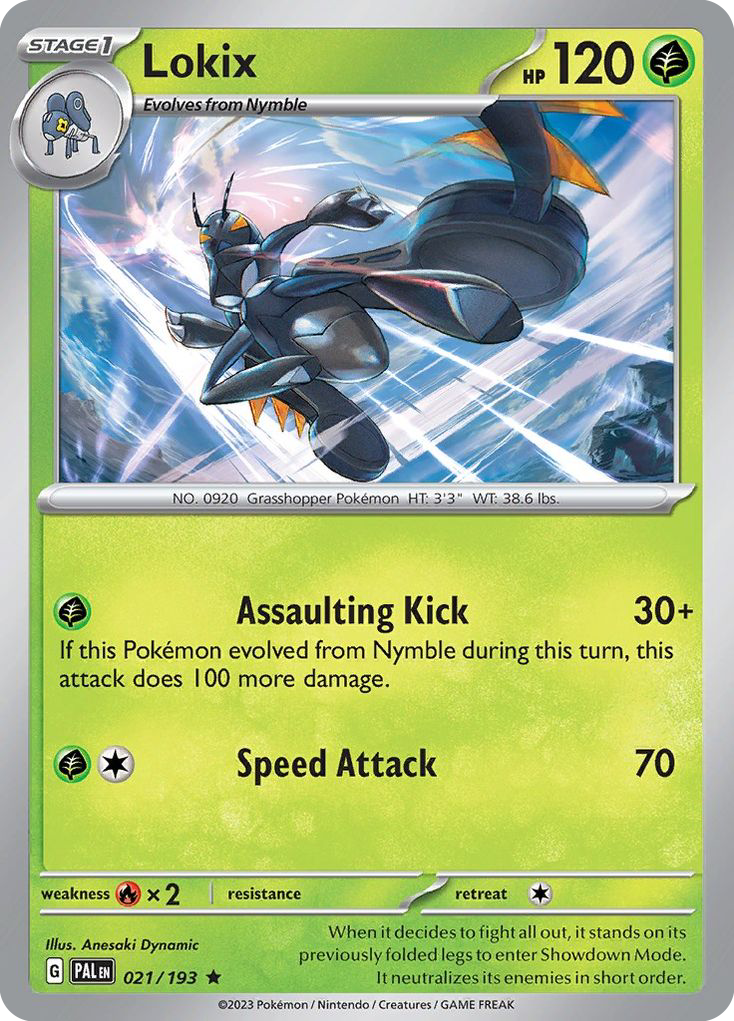 STAGE1
Lokix
HP 120
Evolves from Nymble
NO. 0920 Grasshopper Pokémon HT: 3'3" WT: 38.6 lbs.
Assaulting Kick 30+
If this Pokémon evolved from Nymble during this turn, this
attack does 100 more damage.
Speed Attack 70
weakness ×2 resistance retreat
Illus. Anesaki Dynamic
When it decides to fight all out, it stands on its
previously folded legs to enter Showdown Mode.
It neutralizes its enemies in short order.
G PAL EN 021/193 ★
©2023 Pokémon / Nintendo / Creatures / GAME FREAK